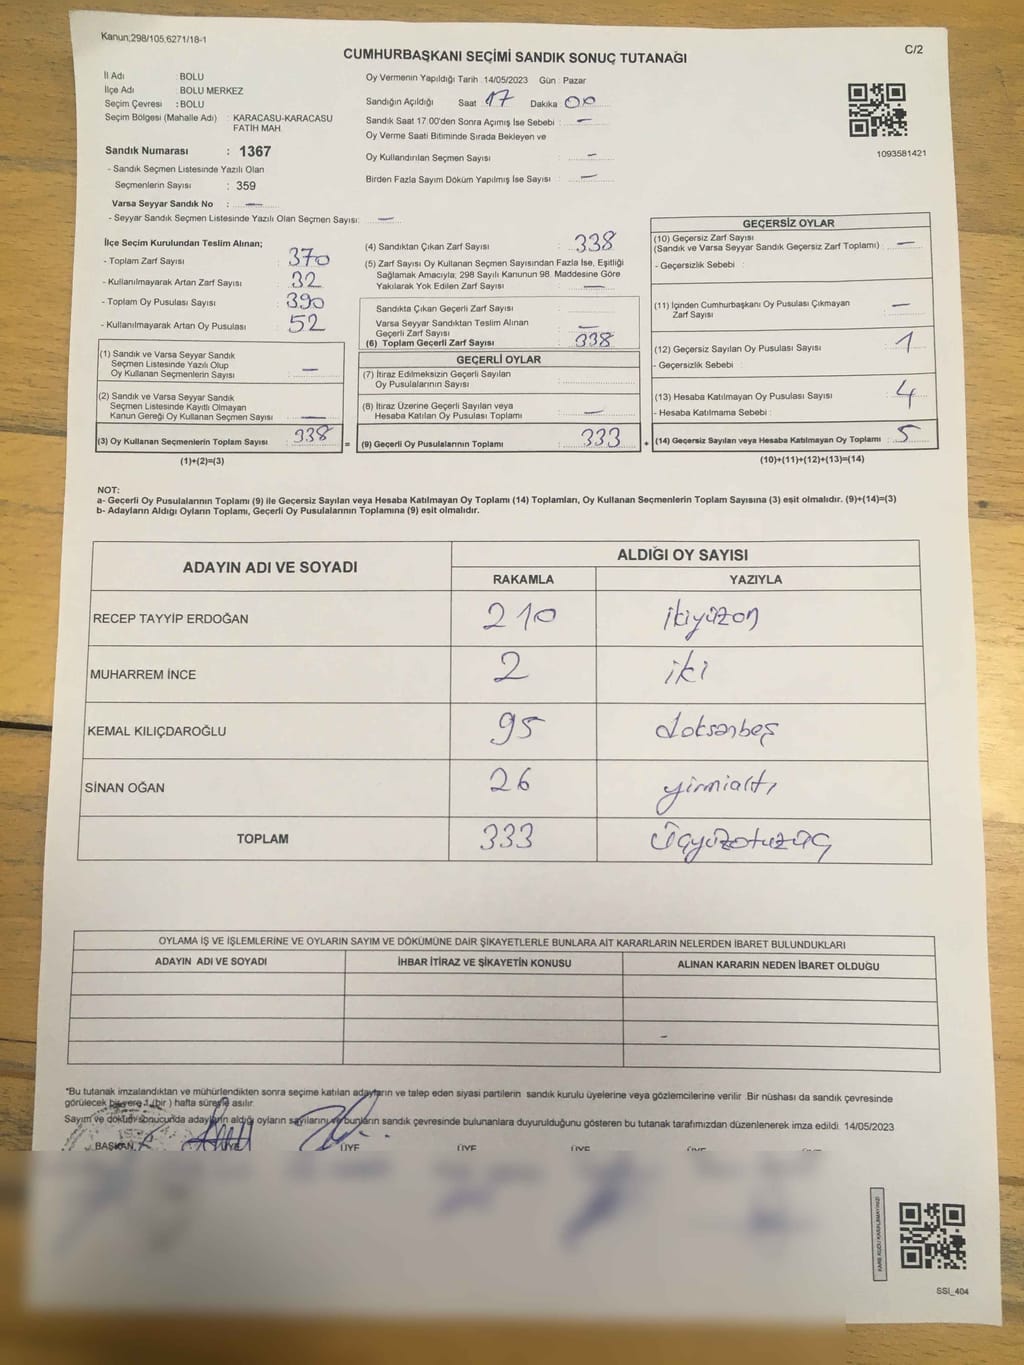 Kanun;298/105,6271/18-1
C/2
CUMHURBAŞKANI SEÇİMİ SANDIK SONUÇ TUTANAĞI
İl Adı : BOLU
İlçe Adı : BOLU MERKEZ
Seçim Çevresi : BOLU
Seçim Bölgesi (Mahalle Adı) : KARACASU-KARACASU
FATİH MAH.
Sandık Numarası : 1367
- Sandık Seçmen Listesinde Yazılı Olan
Seçmenlerin Sayısı : 359
Varsa Seyyar Sandık No : —
- Seyyar Sandık Seçmen Listesinde Yazılı Olan Seçmen Sayısı: —
Oy Vermenin Yapıldığı Tarih 14/05/2023 Gün : Pazar
Sandığın Açıldığı Saat 17 Dakika 00
Sandık Saat 17:00'den Sonra Açımış İse Sebebi : —
Oy Verme Saati Bitiminde Sırada Bekleyen ve
Oy Kullandırılan Seçmen Sayısı —
Birden Fazla Sayım Döküm Yapılmış İse Sayısı : —
1093581421
İlçe Seçim Kurulundan Teslim Alınan;
- Toplam Zarf Sayısı : 370
- Kullanılmayarak Artan Zarf Sayısı : 32
- Toplam Oy Pusulası Sayısı : 390
- Kullanılmayarak Artan Oy Pusulası : 52
(1) Sandık ve Varsa Seyyar Sandık
Seçmen Listesinde Yazılı Olup
Oy Kullanan Seçmenlerin Sayısı : —
(2) Sandık ve Varsa Seyyar Sandık
Seçmen Listesinde Kayıtlı Olmayan
Kanun Gereği Oy Kullanan Seçmen Sayısı : —
(3) Oy Kullanan Seçmenlerin Toplam Sayısı : 338
(1)+(2)=(3)
(4) Sandıktan Çıkan Zarf Sayısı : 338
(5) Zarf Sayısı Oy Kullanan Seçmen Sayısından Fazla İse, Eşitliği
Sağlamak Amacıyla; 298 Sayılı Kanunun 98. Maddesine Göre
Yakılarak Yok Edilen Zarf Sayısı : —
Sandıkta Çıkan Geçerli Zarf Sayısı :
Varsa Seyyar Sandıktan Teslim Alınan
Geçerli Zarf Sayısı : —
(6) Toplam Geçerli Zarf Sayısı : 338
GEÇERLİ OYLAR
(7) İtiraz Edilmeksizin Geçerli Sayılan
Oy Pusulalarının Sayısı :
(8) İtiraz Üzerine Geçerli Sayılan veya
Hesaba Katılan Oy Pusulası Toplamı : —
= (9) Geçerli Oy Pusulalarının Toplamı : 333
GEÇERSİZ OYLAR
(10) Geçersiz Zarf Sayısı
(Sandık ve Varsa Seyyar Sandık Geçersiz Zarf Toplamı) : —
- Geçersizlik Sebebi :
(11) İçinden Cumhurbaşkanı Oy Pusulası Çıkmayan
Zarf Sayısı : —
(12) Geçersiz Sayılan Oy Pusulası Sayısı : 1
- Geçersizlik Sebebi :
(13) Hesaba Katılmayan Oy Pusulası Sayısı : 4
- Hesaba Katılmama Sebebi :
+ (14) Geçersiz Sayılan veya Hesaba Katılmayan Oy Toplamı : 5
(10)+(11)+(12)+(13)=(14)
NOT:
a- Geçerli Oy Pusulalarının Toplamı (9) ile Geçersiz Sayılan veya Hesaba Katılmayan Oy Toplamı (14) Toplamları, Oy Kullanan Seçmenlerin Toplam Sayısına (3) eşit olmalıdır. (9)+(14)=(3)
b- Adayların Aldığı Oyların Toplamı, Geçerli Oy Pusulalarının Toplamına (9) eşit olmalıdır.
ADAYIN ADI VE SOYADI ALDIĞI OY SAYISI
RAKAMLA YAZIYLA
RECEP TAYYİP ERDOĞAN 210 ikiyüzon
MUHARREM İNCE 2 iki
KEMAL KILIÇDAROĞLU 95 doksanbeş
SİNAN OĞAN 26 yirmialtı
TOPLAM 333 Üçyüzotuzüç
OYLAMA İŞ VE İŞLEMLERİNE VE OYLARIN SAYIM VE DÖKÜMÜNE DAİR ŞİKAYETLERLE BUNLARA AİT KARARLARIN NELERDEN İBARET BULUNDUKLARI
ADAYIN ADI VE SOYADI İHBAR İTİRAZ VE ŞİKAYETİN KONUSU ALINAN KARARIN NEDEN İBARET OLDUĞU
*Bu tutanak imzalandıktan ve mühürlendikten sonra seçime katılan adayların ve talep eden siyasi partilerin sandık kurulu üyelerine veya gözlemcilerine verilir .Bir nüshası da sandık çevresinde
görülecek bir yere 1 (bir ) hafta süreyle asılır.
Sayım ve döküm sonucunda adayların aldığı oyların sayılarını ve bunların sandık çevresinde bulunanlara duyurulduğunu gösteren bu tutanak tarafımızdan düzenlenerek imza edildi. 14/05/2023
BAŞKAN ÜYE ÜYE ÜYE ÜYE ÜYE
SSİ_404